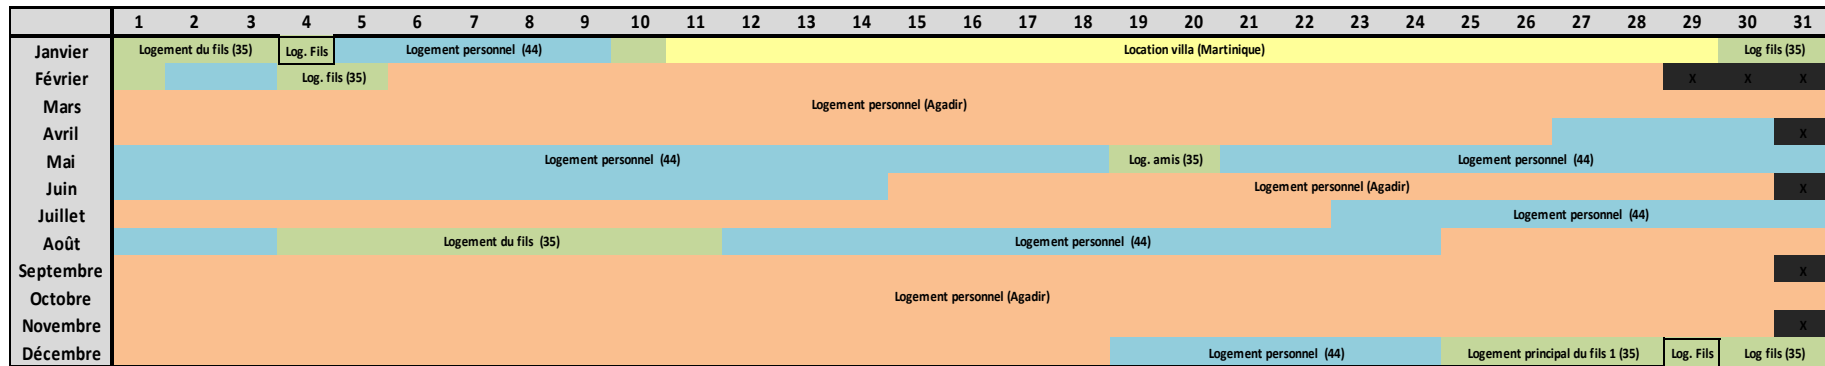 1 2 3 4 5 6 7 8 9 10 11 12 13 14 15 16 17 18 19 20 21 22 23 24 25 26 27 28 29 30 31
Janvier Logement du fils (35) Log. Fils Logement personnel (44) Location villa (Martinique) Log fils (35)
Février Log. fils (35) X X X
Mars Logement personnel (Agadir)
Avril X
Mai Logement personnel (44) Log. amis (35) Logement personnel (44)
Juin Logement personnel (Agadir) X
Juillet Logement personnel (44)
Août Logement du fils (35) Logement personnel (44)
Septembre X
Octobre Logement personnel (Agadir)
Novembre X
Décembre Logement personnel (44) Logement principal du fils 1 (35) Log. Fils Log fils (35)